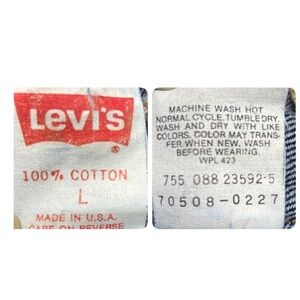 Levi's
®
100% COTTON
L
MADE IN U.S.A.
CARE ON REVERSE
MACHINE WASH HOT
NORMAL CYCLE. TUMBLE DRY.
WASH AND DRY WITH LIKE
COLORS. COLOR MAY TRANS-
FER WHEN NEW. WASH
BEFORE WEARING.
WPL 423
755 088 23592-5
70508-0227